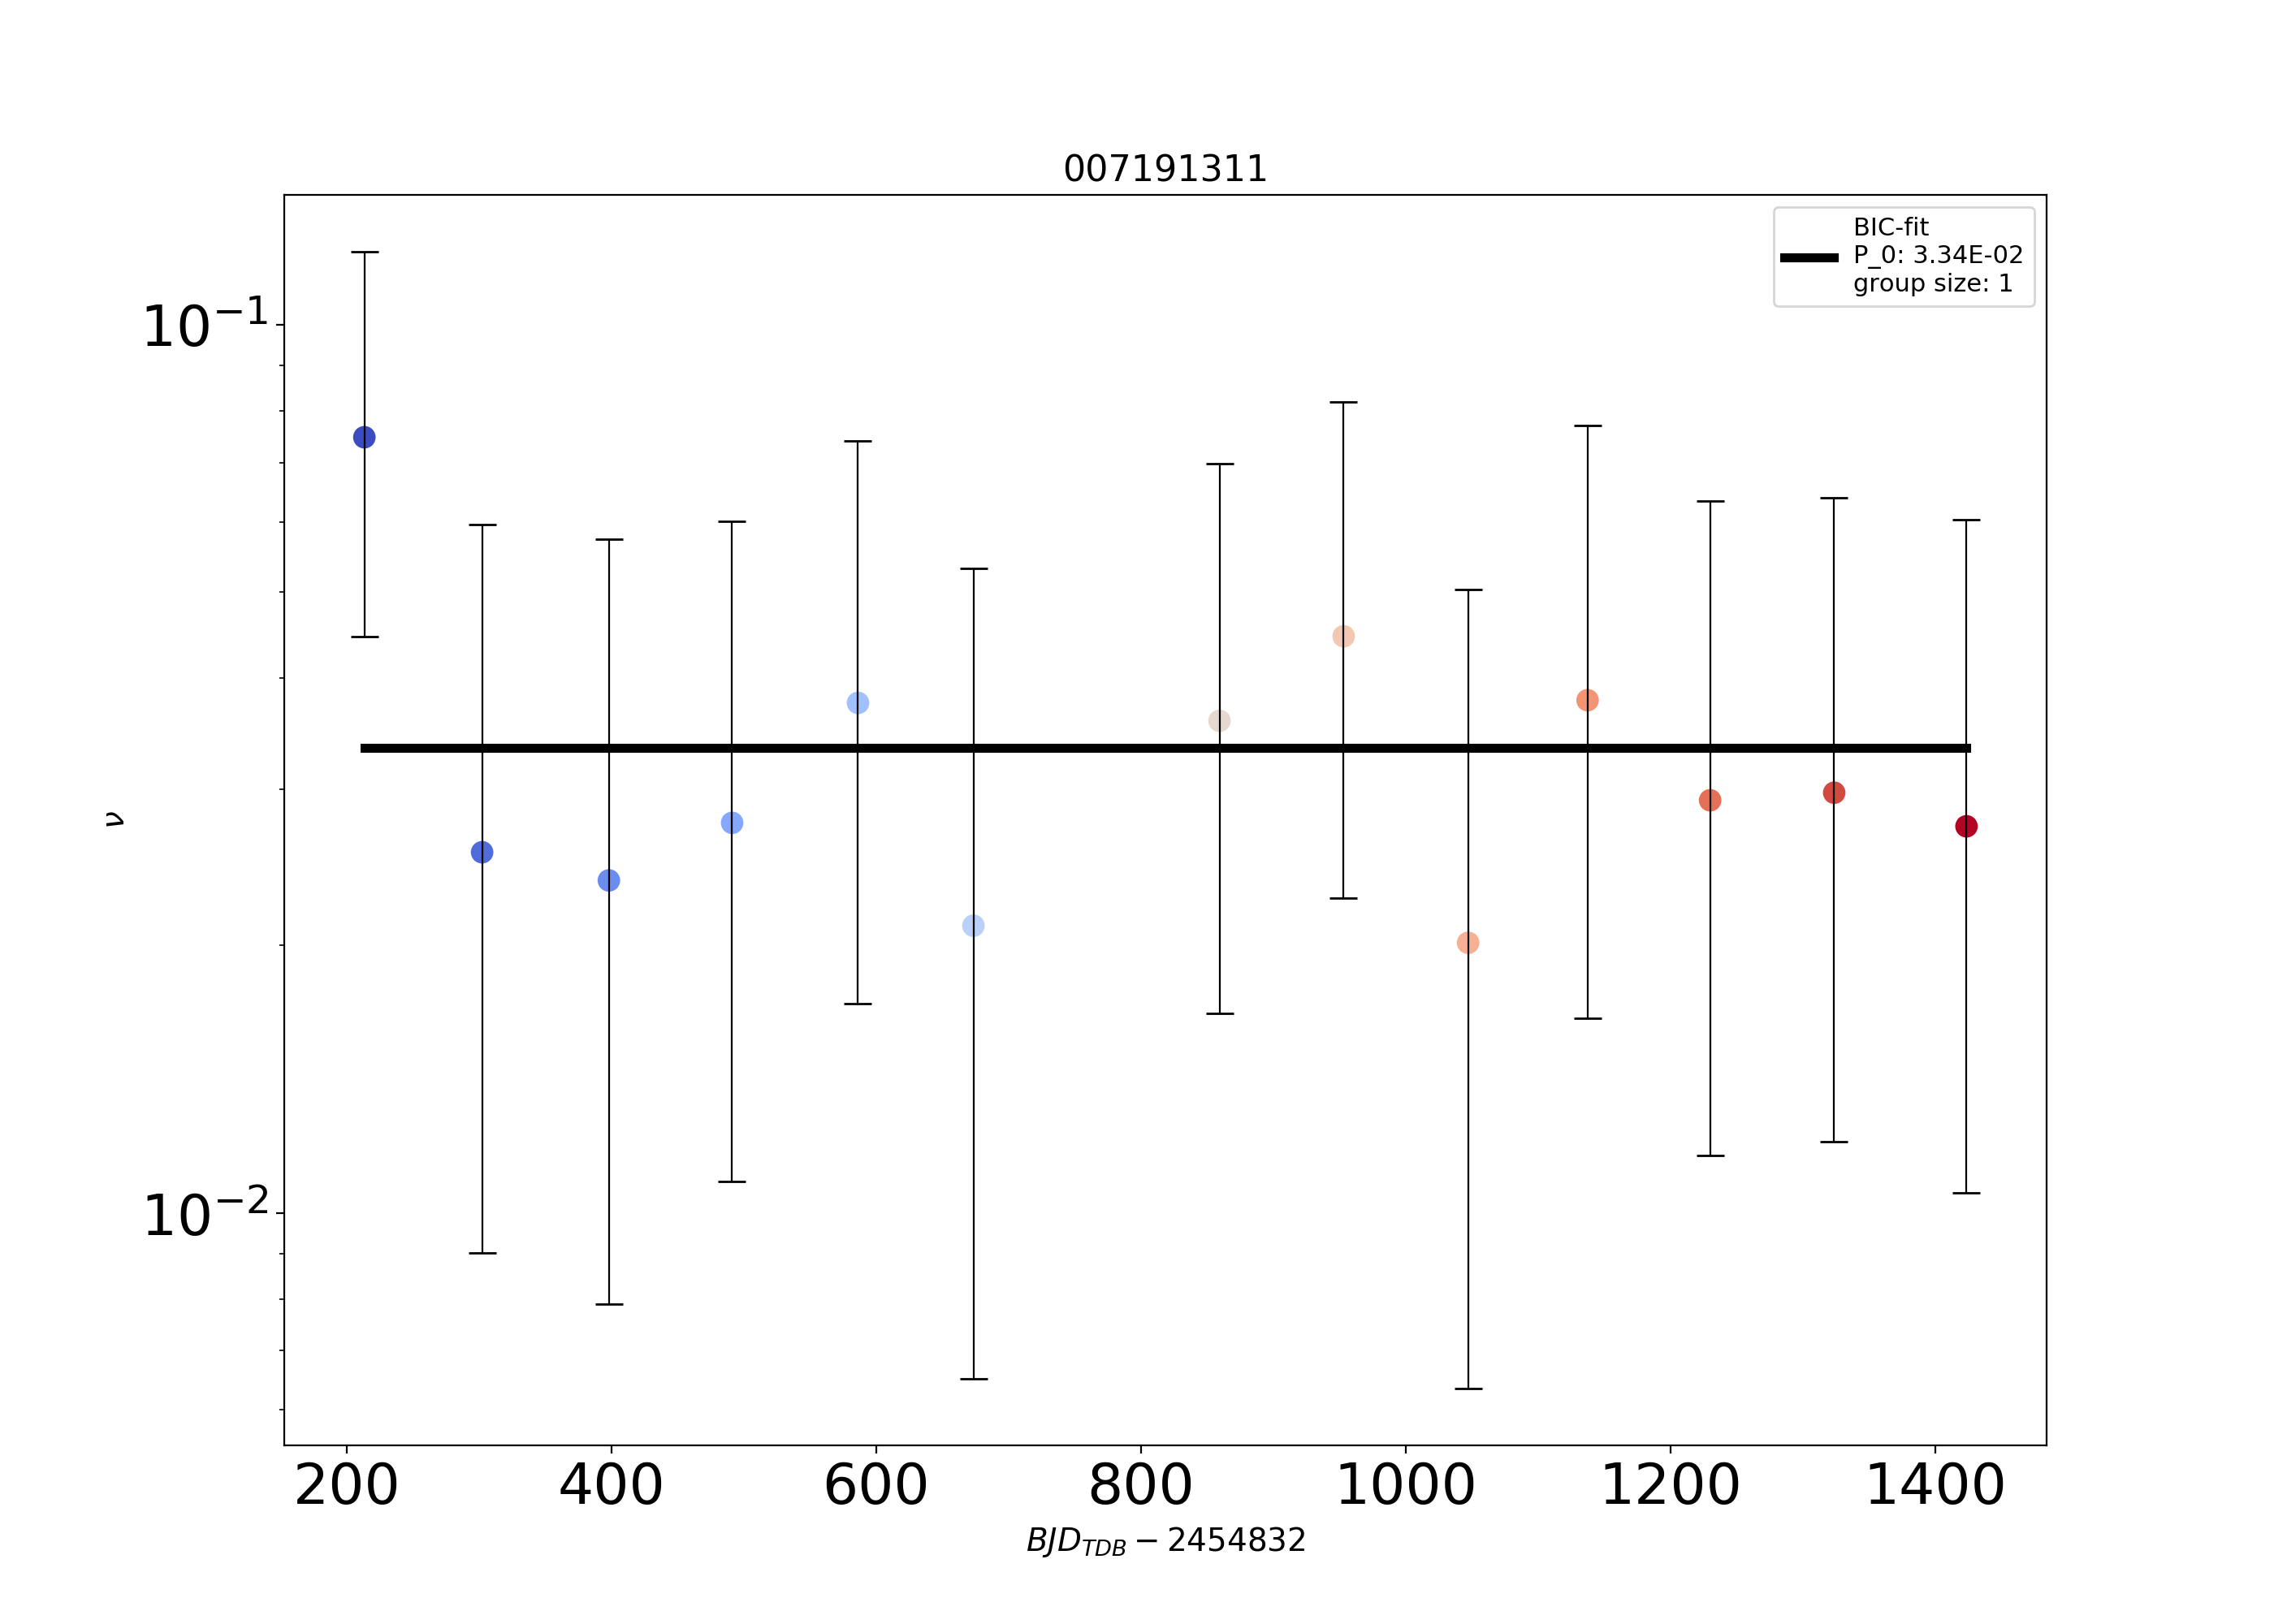 007191311
BIC-fit
P_0: 3.34E-02
group size: 1
10⁻¹
10⁻²
ν
200 400 600 800 1000 1200 1400
BJD_TDB − 2454832